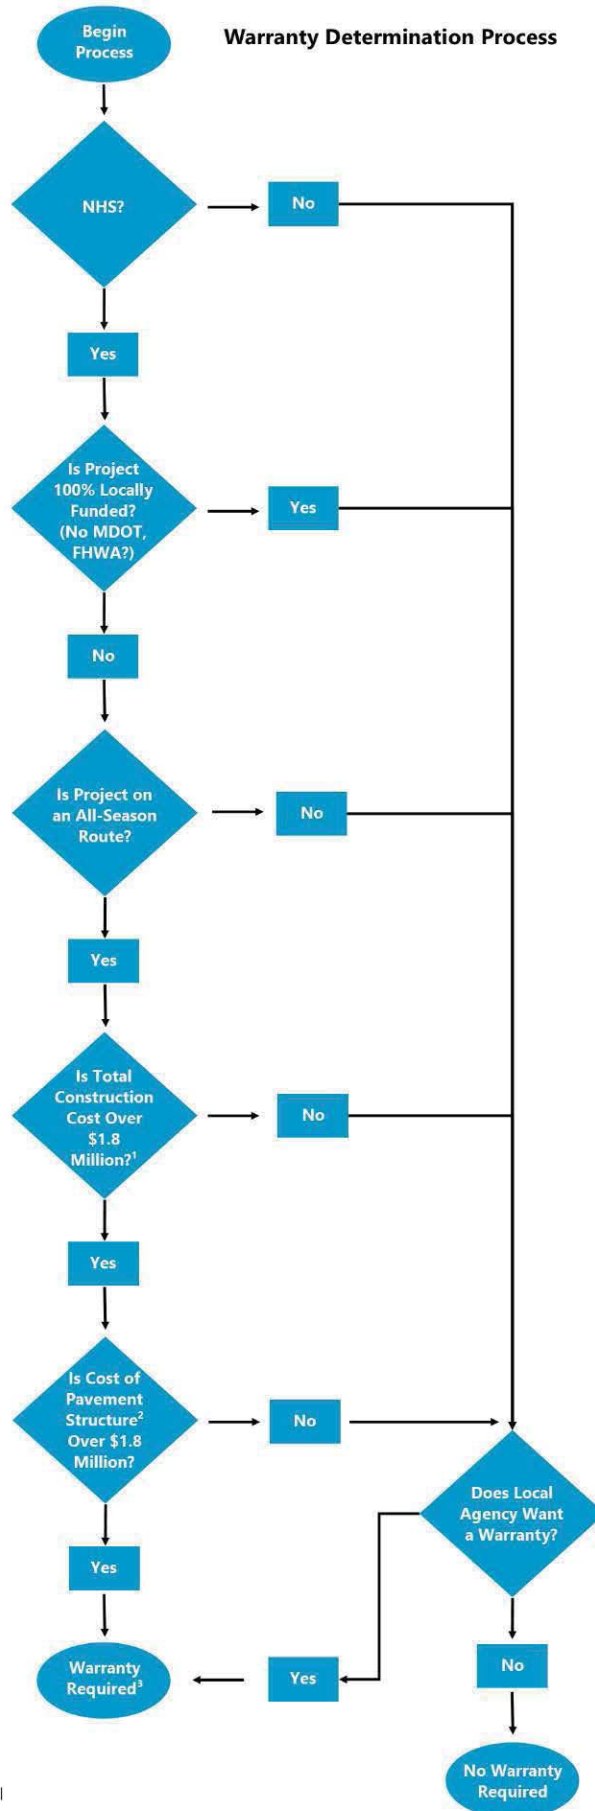 Begin
Process
Warranty Determination Process
NHS?
No
Yes
Is Project
100% Locally
Funded?
(No MDOT,
FHWA?)
Yes
No
Is Project on
an All-Season
Route?
No
Yes
Is Total
Construction
Cost Over
$1.8
Million?¹
No
Yes
Is Cost of
Pavement
Structure²
Over $1.8
Million?
No
Does Local
Agency Want
a Warranty?
Yes
Warranty
Required³
Yes
No
No Warranty
Required